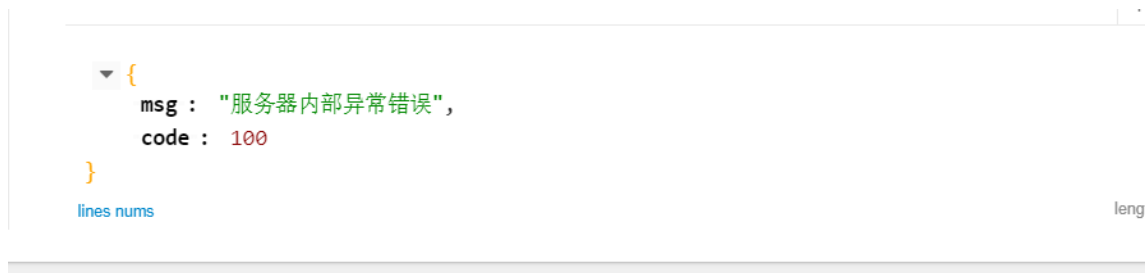 {
msg : "服务器内部异常错误",
code : 100
}
lines nums
leng